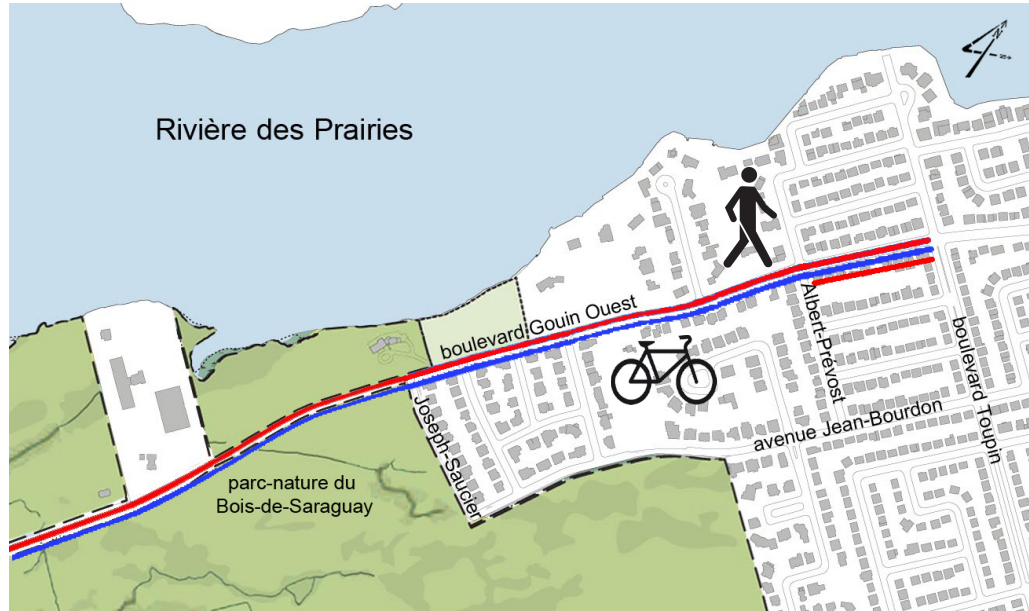 Rivière des Prairies
boulevard Gouin Ouest
Albert-Prévost
boulevard Toupin
Joseph-Saucier
avenue Jean-Bourdon
parc-nature du
Bois-de-Saraguay
N